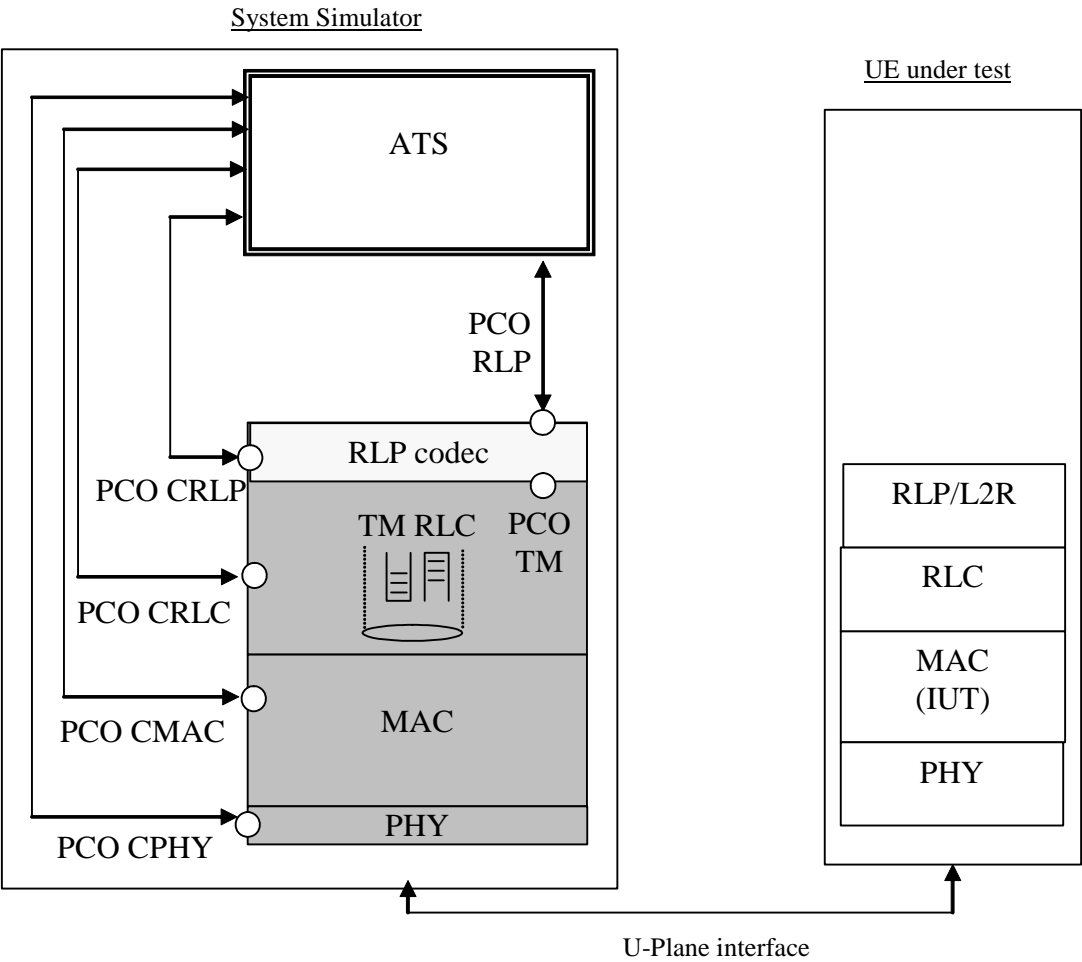 System Simulator
UE under test
ATS
PCO
RLP
RLP codec
PCO CRLP
TM RLC
PCO
TM
PCO CRLC
MAC
PCO CMAC
PHY
PCO CPHY
RLP/L2R
RLC
MAC
(IUT)
PHY
U-Plane interface